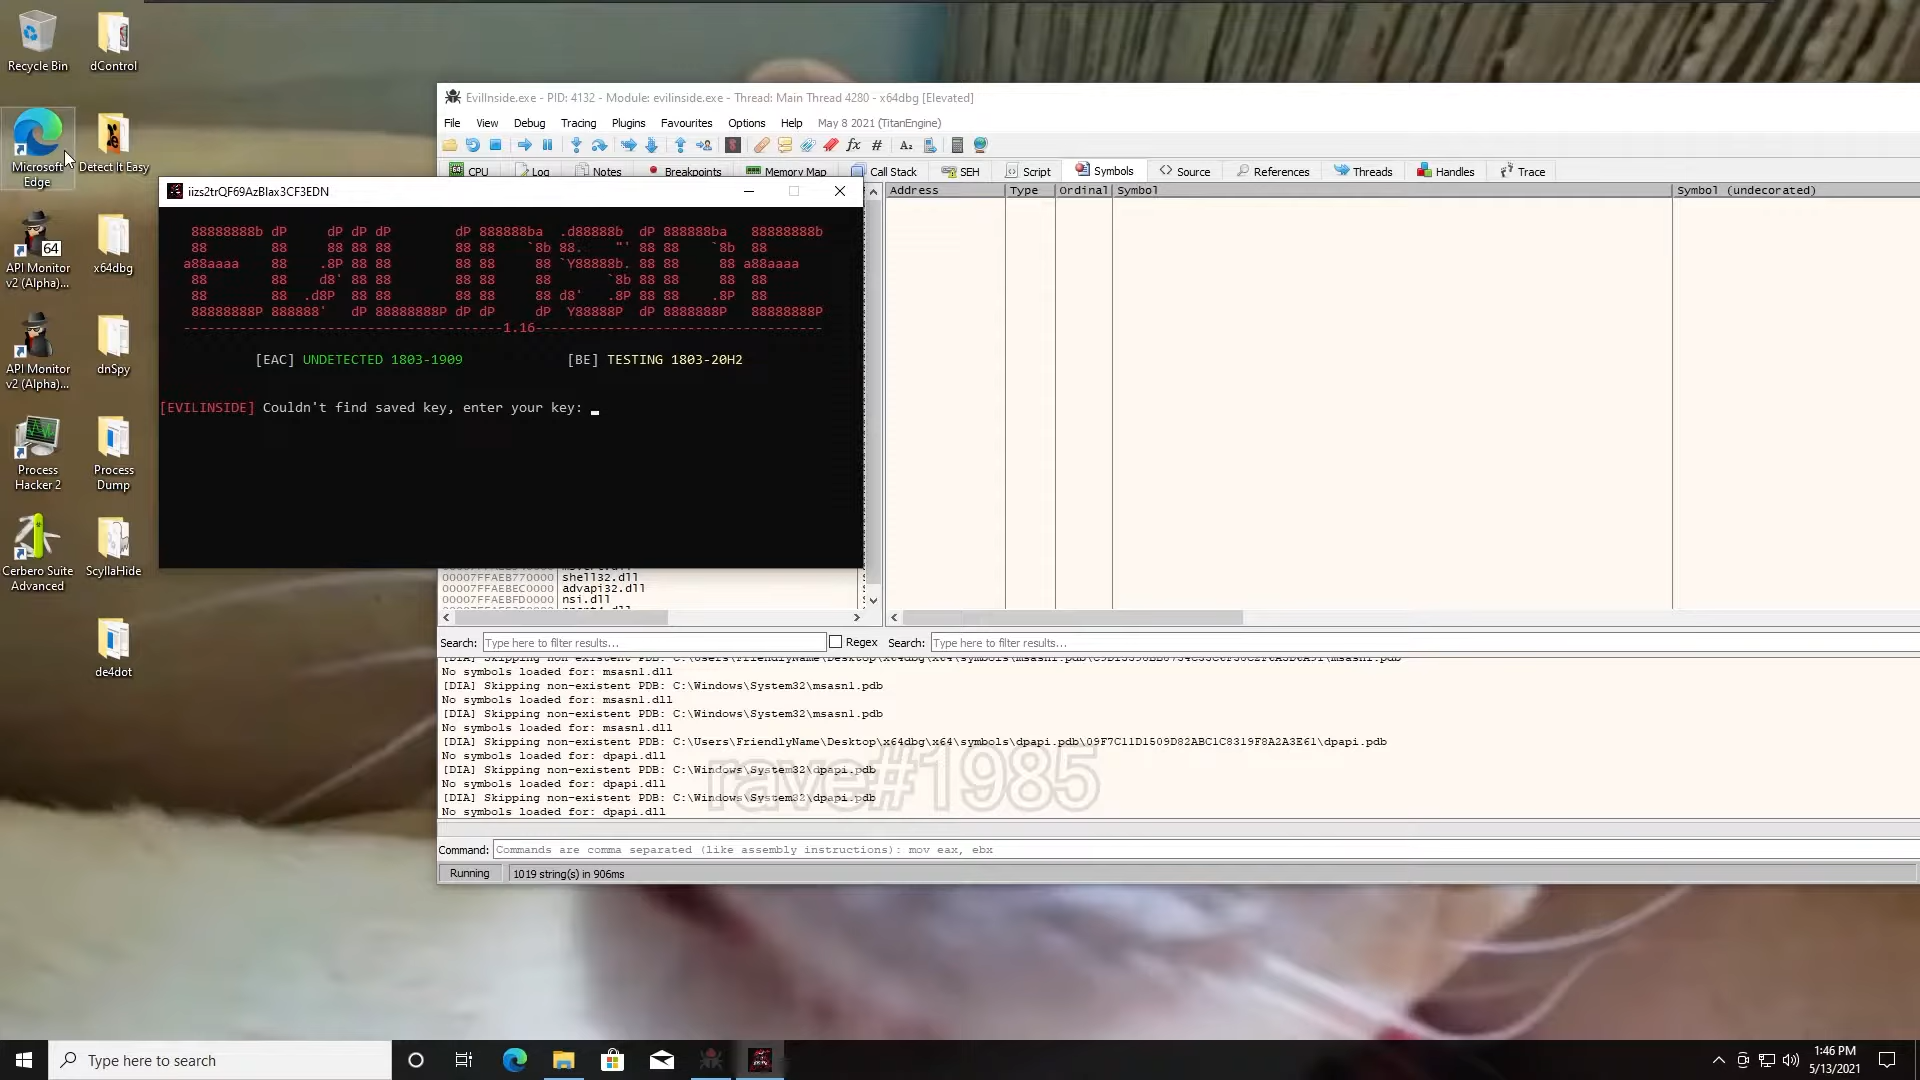 Recycle Bin
dControl
Microsoft Edge
Detect It Easy
64
API Monitor v2 (Alpha)...
x64dbg
API Monitor v2 (Alpha)...
dnSpy
Process Hacker 2
Process Dump
Cerbero Suite Advanced
ScyllaHide
de4dot
EvilInside.exe - PID: 4132 - Module: evilinside.exe - Thread: Main Thread 4280 - x64dbg [Elevated]
File View Debug Tracing Plugins Favourites Options Help May 8 2021 (TitanEngine)
CPU Log Notes Breakpoints Memory Map Call Stack SEH Script Symbols Source References Threads Handles Trace
Address Type Ordinal Symbol Symbol (undecorated)
iizs2trQF69AzBIax3CF3EDN
EVILINSIDE
1.16
[EAC] UNDETECTED 1803-1909 [BE] TESTING 1803-20H2
[EVILINSIDE] Couldn't find saved key, enter your key:
00007FFAEB770000 shell32.dll
00007FFAEBEC0000 advapi32.dll
00007FFAEBFD0000 nsi.dll
Search: Type here to filter results... Regex Search: Type here to filter results...
No symbols loaded for: msasn1.dll
[DIA] Skipping non-existent PDB: C:\Windows\System32\msasn1.pdb
No symbols loaded for: msasn1.dll
[DIA] Skipping non-existent PDB: C:\Windows\System32\msasn1.pdb
No symbols loaded for: msasn1.dll
[DIA] Skipping non-existent PDB: C:\Users\FriendlyName\Desktop\x64dbg\x64\symbols\dpapi.pdb\09F7C11D1509D82ABC1C8319F8A2A3E61\dpapi.pdb
No symbols loaded for: dpapi.dll
[DIA] Skipping non-existent PDB: C:\Windows\System32\dpapi.pdb
No symbols loaded for: dpapi.dll
[DIA] Skipping non-existent PDB: C:\Windows\System32\dpapi.pdb
No symbols loaded for: dpapi.dll
rave#1985
Command: Commands are comma separated (like assembly instructions): mov eax, ebx
Running 1019 string(s) in 906ms
Type here to search
1:46 PM
5/13/2021